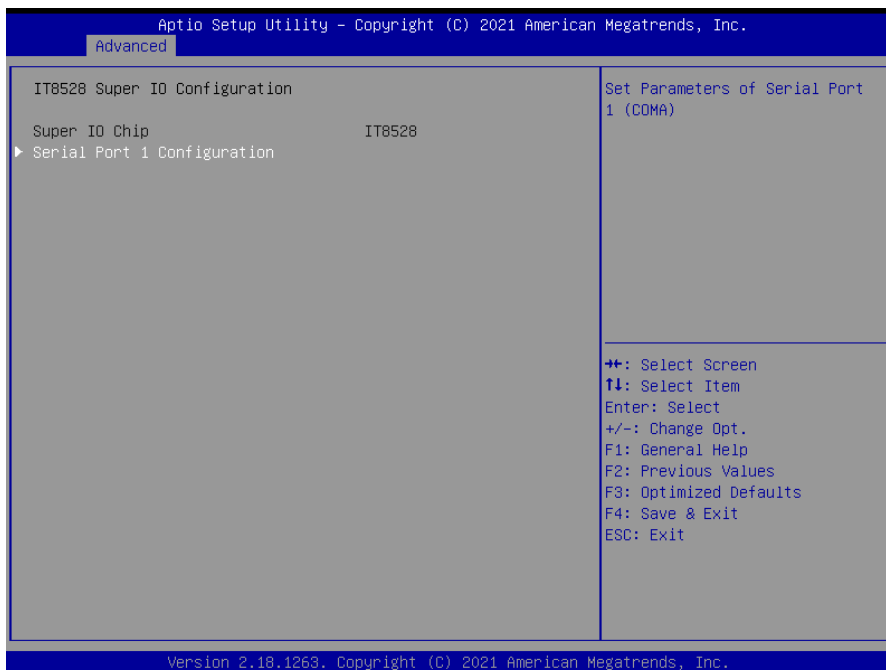 Aptio Setup Utility – Copyright (C) 2021 American Megatrends, Inc.
Advanced
IT8528 Super IO Configuration
Super IO Chip IT8528
Serial Port 1 Configuration
Set Parameters of Serial Port
1 (COMA)
→←: Select Screen
↑↓: Select Item
Enter: Select
+/-: Change Opt.
F1: General Help
F2: Previous Values
F3: Optimized Defaults
F4: Save & Exit
ESC: Exit
Version 2.18.1263. Copyright (C) 2021 American Megatrends, Inc.